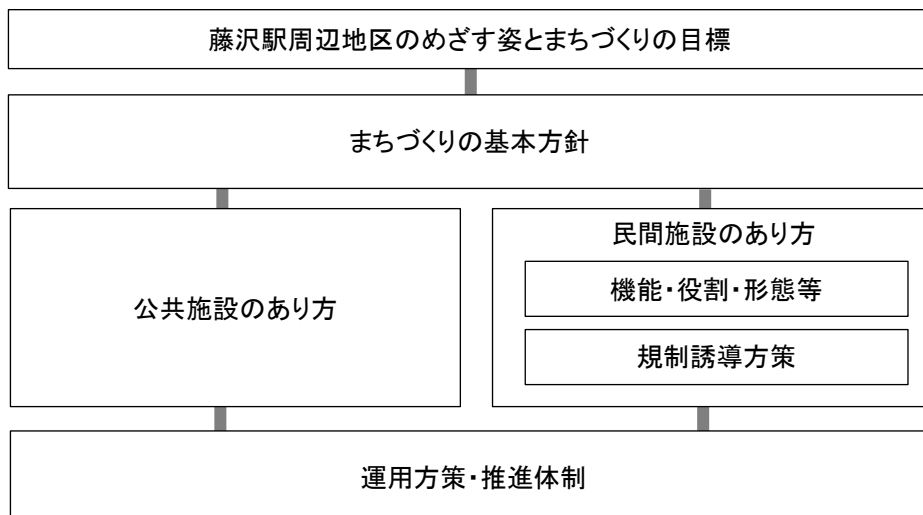 藤沢駅周辺地区のめざす姿とまちづくりの目標
まちづくりの基本方針
公共施設のあり方
民間施設のあり方
機能・役割・形態等
規制誘導方策
運用方策・推進体制